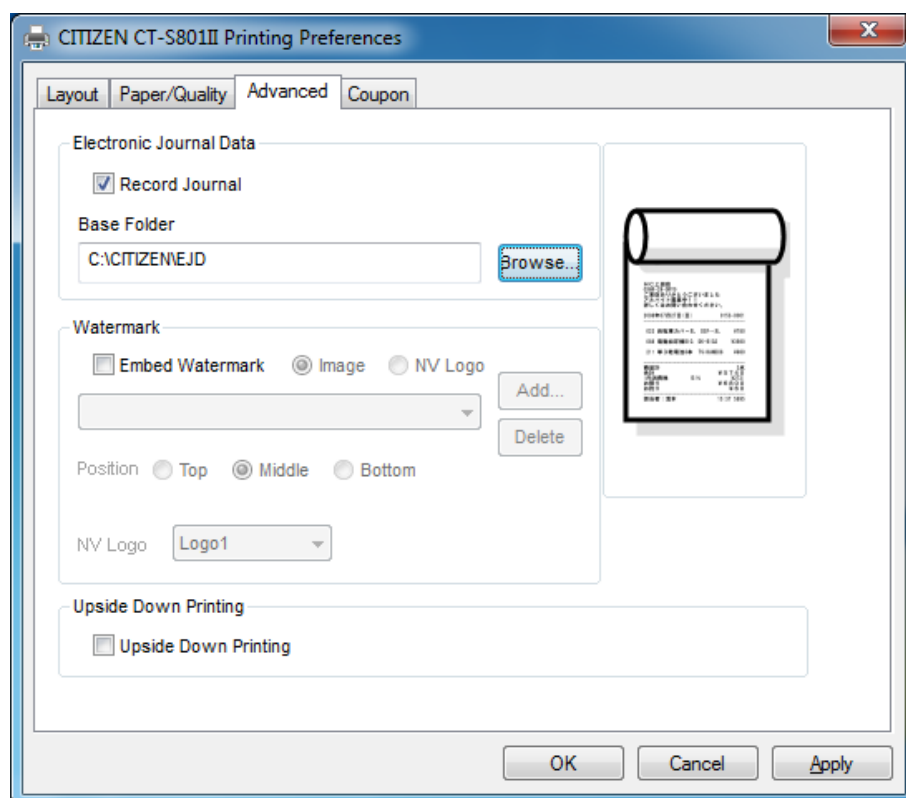 CITIZEN CT-S801II Printing Preferences
Layout Paper/Quality Advanced Coupon
Electronic Journal Data
Record Journal
Base Folder
C:\CITIZEN\EJD Browse...
Watermark
Embed Watermark Image NV Logo
Add...
Delete
Position Top Middle Bottom
NV Logo Logo1
Upside Down Printing
Upside Down Printing
OK Cancel Apply